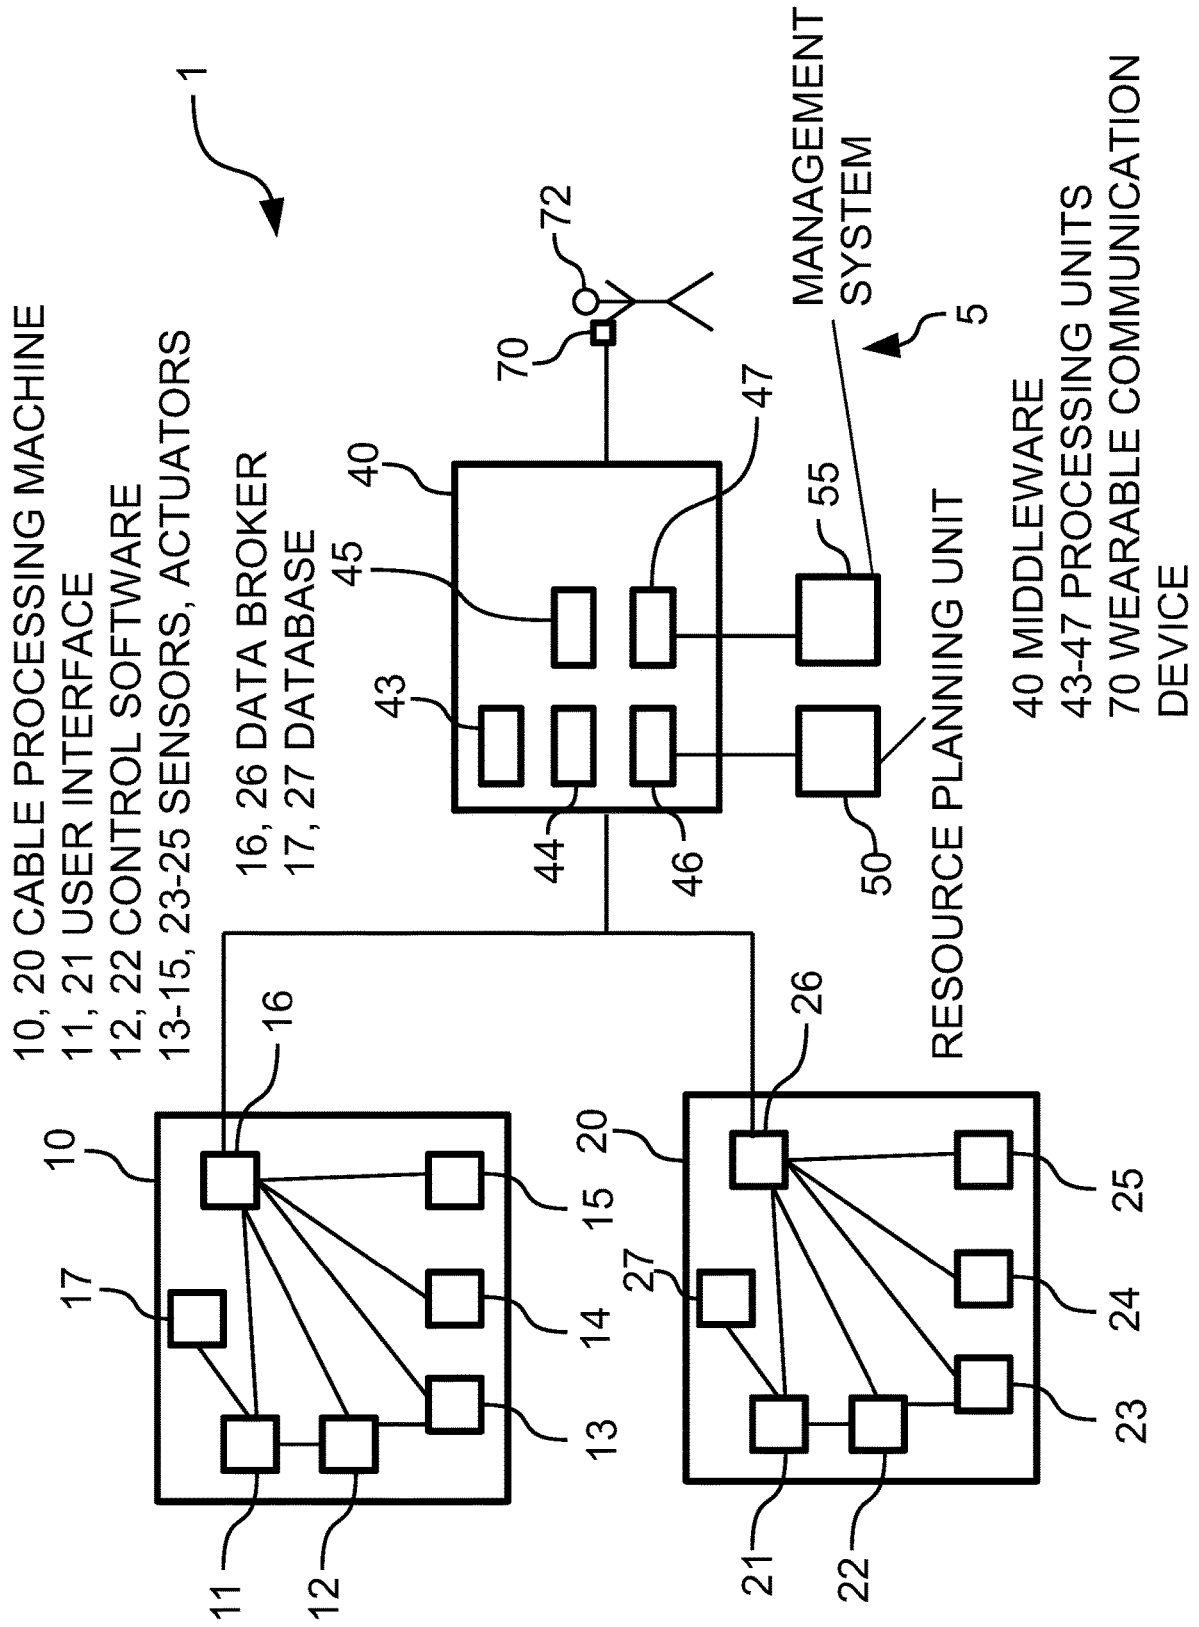 10, 20 CABLE PROCESSING MACHINE
11, 21 USER INTERFACE
12, 22 CONTROL SOFTWARE
13-15, 23-25 SENSORS, ACTUATORS
16, 26 DATA BROKER
17, 27 DATABASE
1
10
17
16
11
12
13
14
15
20
27
26
21
22
23
24
25
40
43
45
44
46
47
70
72
50
55
5
MANAGEMENT
SYSTEM
RESOURCE PLANNING UNIT
40 MIDDLEWARE
43-47 PROCESSING UNITS
70 WEARABLE COMMUNICATION
DEVICE